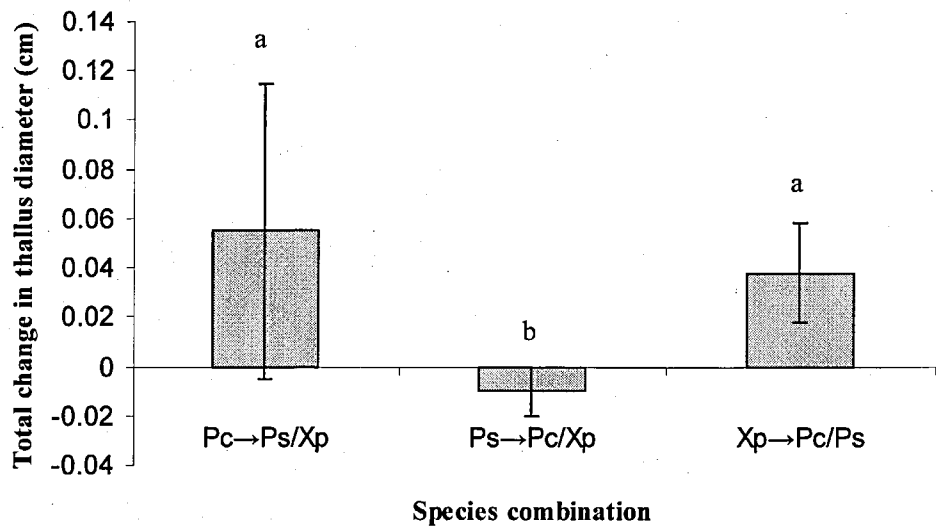 Total change in thallus diameter (cm)
0.14
0.12
0.1
0.08
0.06
0.04
0.02
0
-0.02
-0.04
a
b
a
Pc→Ps/Xp
Ps→Pc/Xp
Xp→Pc/Ps
Species combination